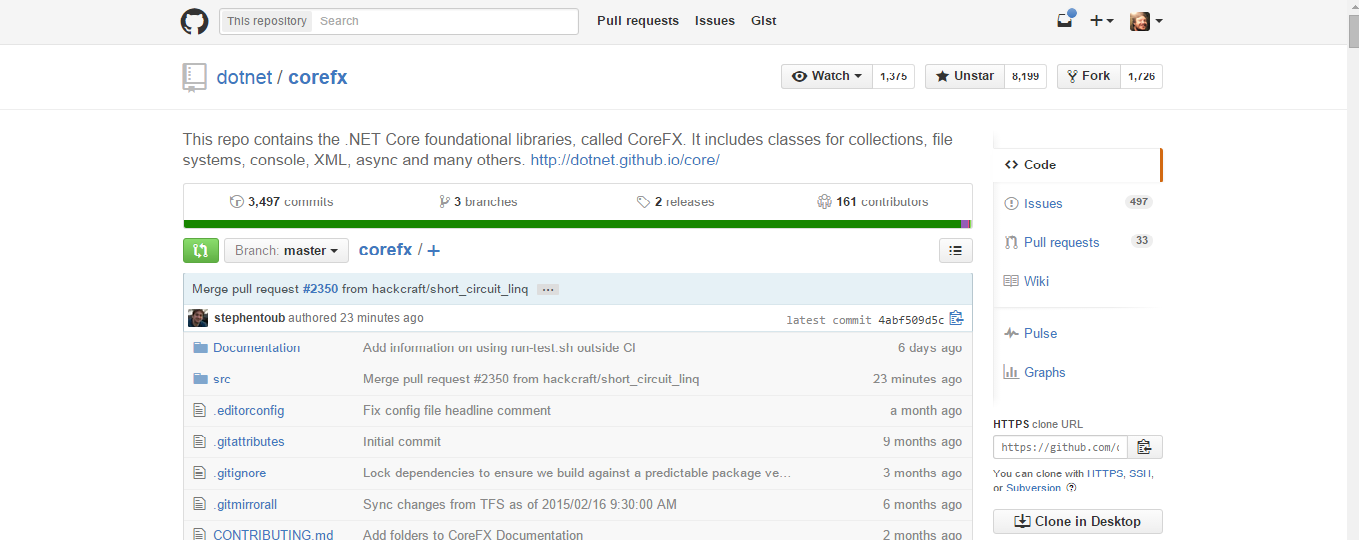 This repository Search Pull requests Issues Gist
dotnet / corefx Watch 1,375 Unstar 8,199 Fork 1,726
This repo contains the .NET Core foundational libraries, called CoreFX. It includes classes for collections, file
systems, console, XML, async and many others. http://dotnet.github.io/core/
3,497 commits 3 branches 2 releases 161 contributors
Branch: master corefx / +
Merge pull request #2350 from hackcraft/short_circuit_linq ...
stephentoub authored 23 minutes ago latest commit 4abf509d5c
Documentation Add information on using run-test.sh outside CI 6 days ago
src Merge pull request #2350 from hackcraft/short_circuit_linq 23 minutes ago
.editorconfig Fix config file headline comment a month ago
.gitattributes Initial commit 9 months ago
.gitignore Lock dependencies to ensure we build against a predictable package ve… 3 months ago
.gitmirrorall Sync changes from TFS as of 2015/02/16 9:30:00 AM 6 months ago
CONTRIBUTING.md Add folders to CoreFX Documentation 2 months ago
Code
Issues 497
Pull requests 33
Wiki
Pulse
Graphs
HTTPS clone URL
https://github.com/
You can clone with HTTPS, SSH,
or Subversion.
Clone in Desktop